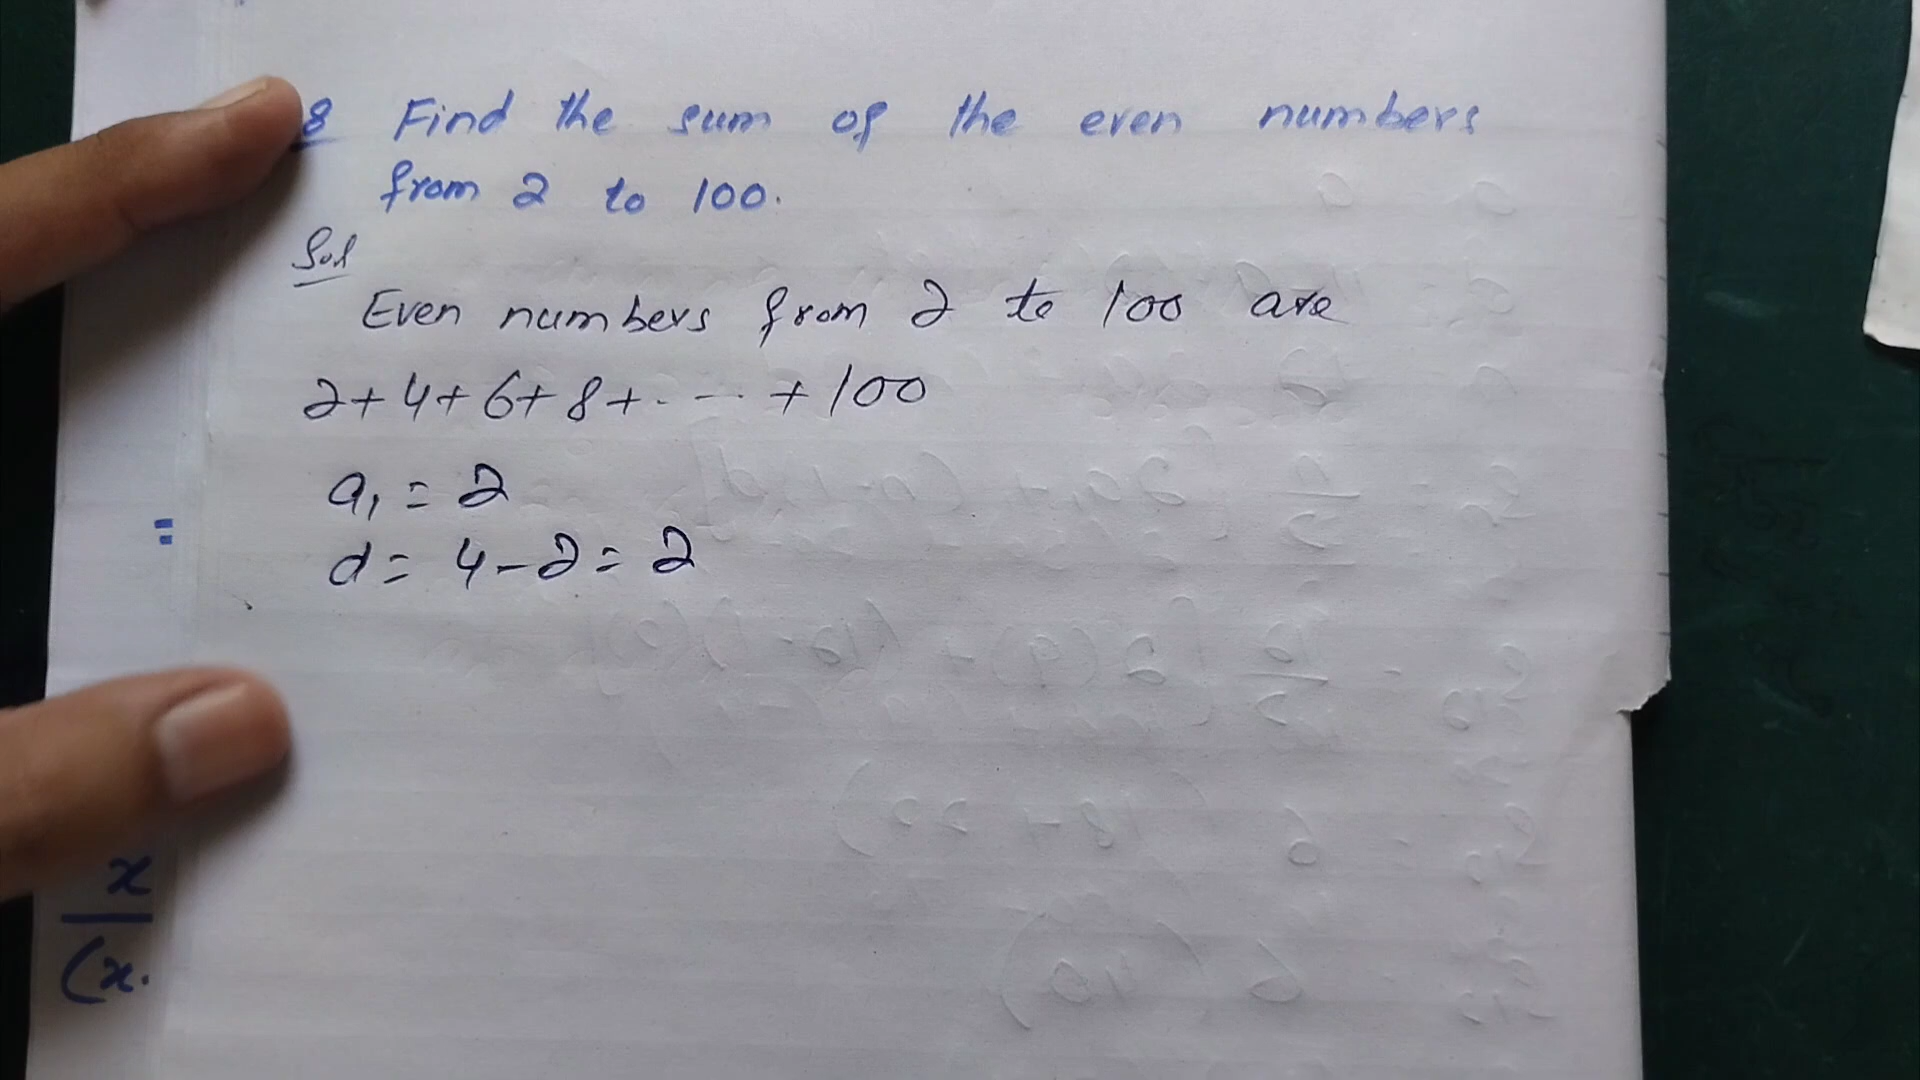 8 Find the sum of the even numbers
from 2 to 100.
Sol
Even numbers from 2 to 100 are
2+4+6+8+. - - + 100
a₁ = 2
d = 4-2 = 2
=
x
(x.